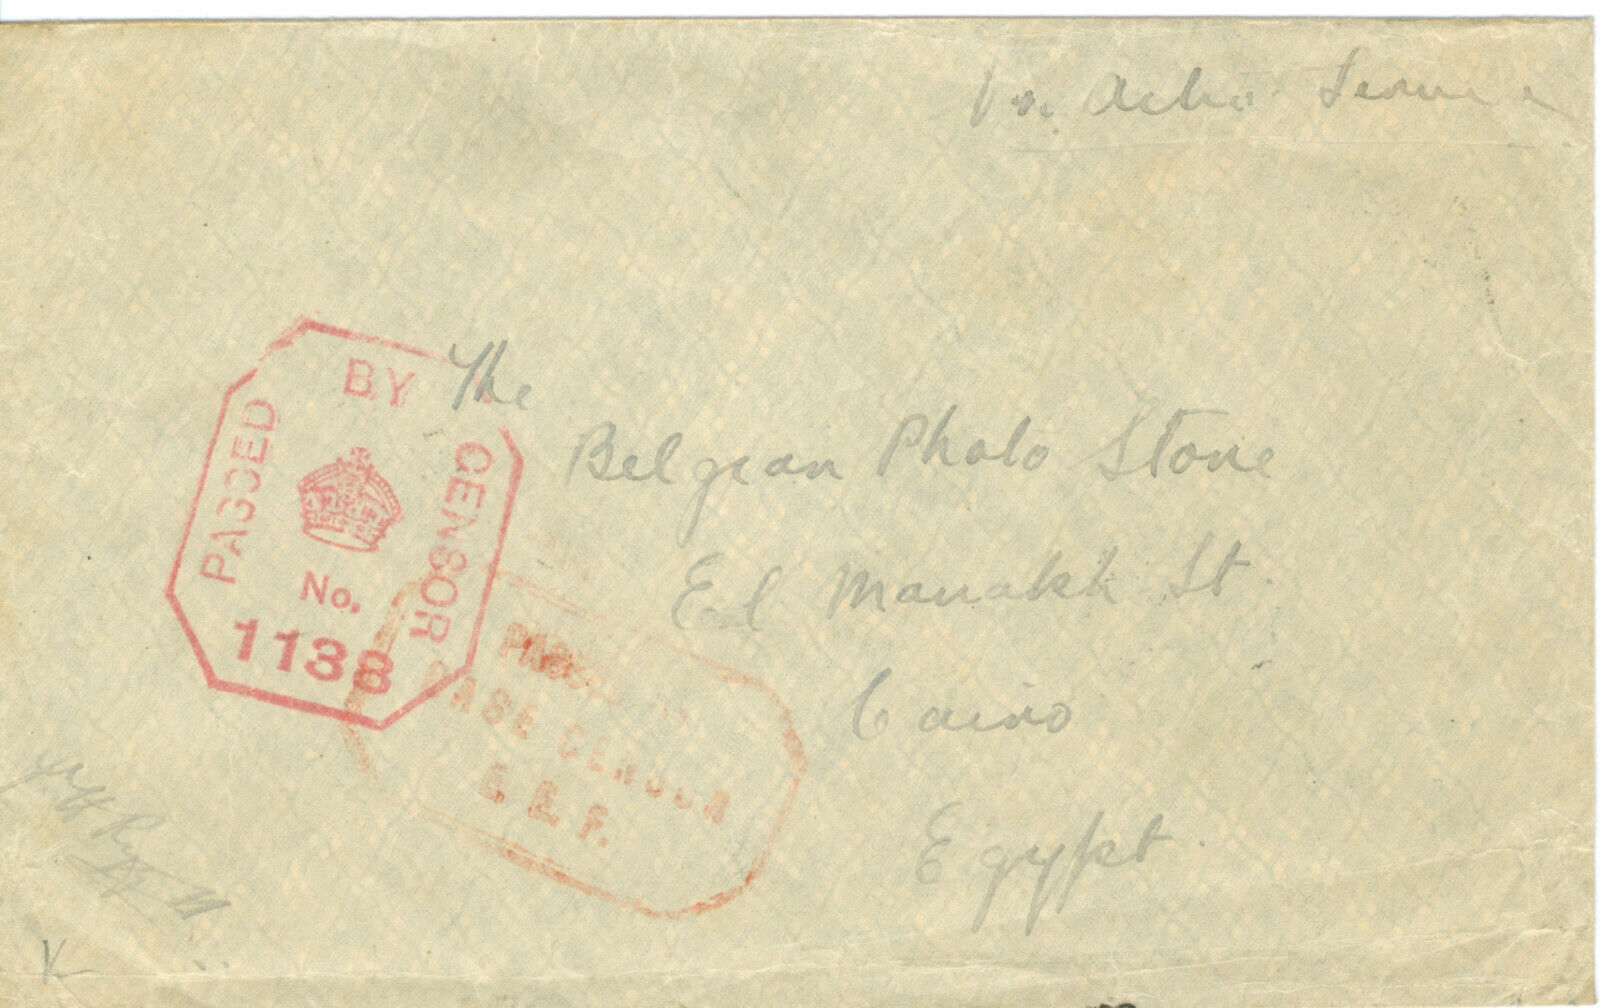 On Active Service
PASSED BY CENSOR
No.
1138
The
Belgian Photo Store
El Manakh St.
Cairo
Egypt.
PASSED
BASE CENSOR
E.E.F.